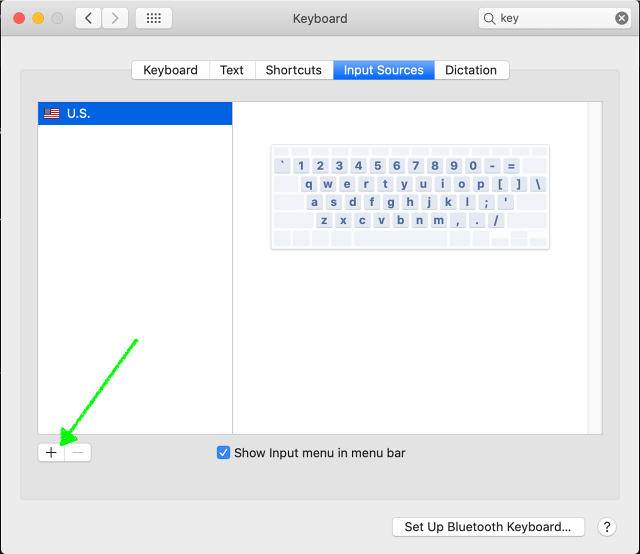 Keyboard
key
Keyboard Text Shortcuts Input Sources Dictation
U.S.
` 1 2 3 4 5 6 7 8 9 0 - =
q w e r t y u i o p [ ] \
a s d f g h j k l ; '
z x c v b n m , . /
+ −
Show Input menu in menu bar
Set Up Bluetooth Keyboard... ?